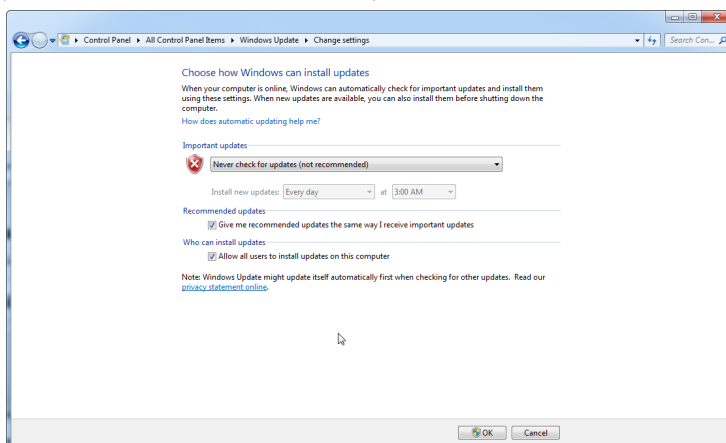 Control Panel ▸ All Control Panel Items ▸ Windows Update ▸ Change settings
Search Con...
Choose how Windows can install updates
When your computer is online, Windows can automatically check for important updates and install them
using these settings. When new updates are available, you can also install them before shutting down the
computer.
How does automatic updating help me?
Important updates
Never check for updates (not recommended)
Install new updates: Every day at 3:00 AM
Recommended updates
Give me recommended updates the same way I receive important updates
Who can install updates
Allow all users to install updates on this computer
Note: Windows Update might update itself automatically first when checking for other updates. Read our
privacy statement online.
OK Cancel